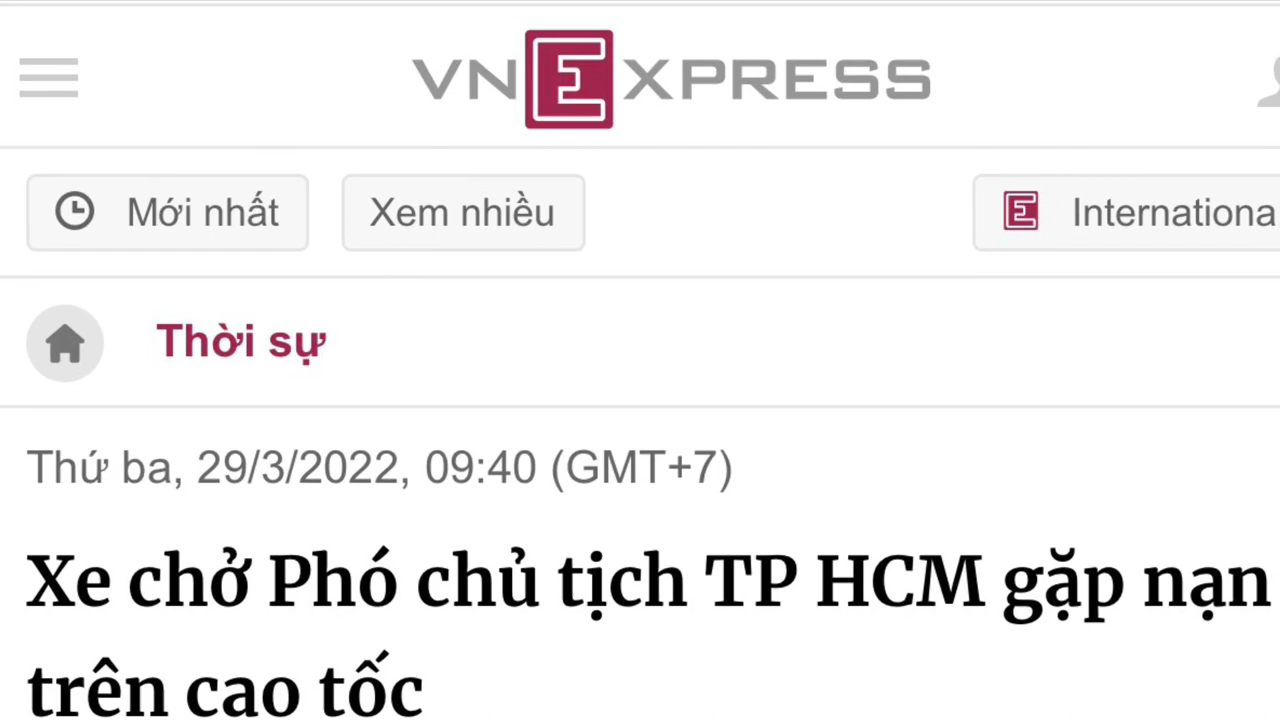 VNEXPRESS
Mới nhất
Xem nhiều
E Internationa
Thời sự
Thứ ba, 29/3/2022, 09:40 (GMT+7)
Xe chở Phó chủ tịch TP HCM gặp nạn
trên cao tốc